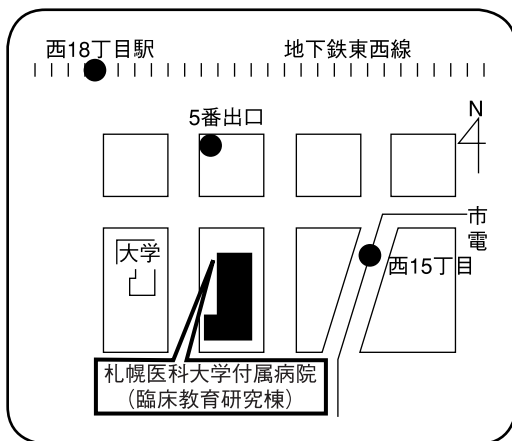 西18丁目駅
地下鉄東西線
5番出口
N
市電
大学
西15丁目
札幌医科大学付属病院
（臨床教育研究棟）